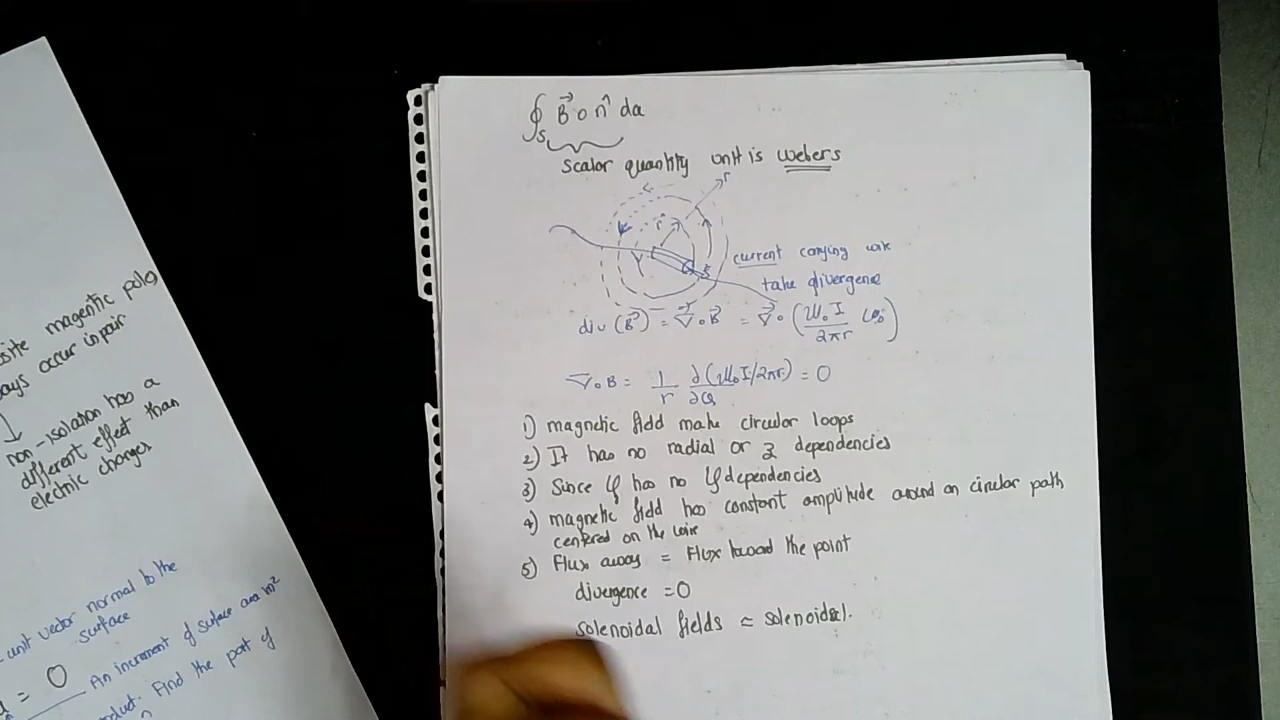 ∮_S B⃗ o n̂ da
scalar quantity unit is webers
r
r̂
current carrying wire
take divergence
div (B⃗) = ∇⃗ o B⃗ = ∇⃗ o (μ₀ I / 2πr φ̂)
∇ o B = 1/r ∂(μ₀I/2πr)/∂φ = 0
1) magnetic field make circular loops
2) It has no radial or z dependencies
3) Since φ has no φ dependencies
4) magnetic field has constant amplitude around an circular path
centered on the wire
5) Flux away = Flux toward the point
divergence = 0
solenoidal fields = solenoidal.
magentic poles
occur in pair
non-isolation has a
different effect than
electric charges
unit vector normal to the
surface
= 0
An increment of surface area m²
Find the part of